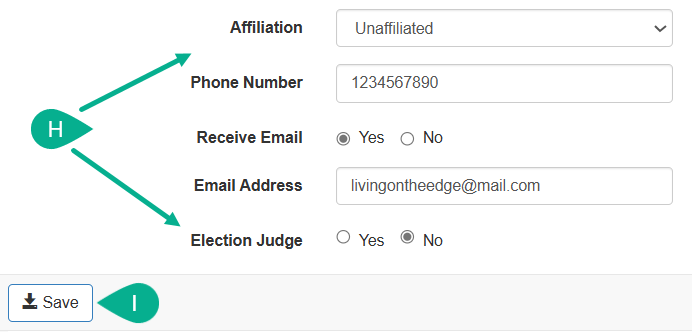 Affiliation Unaffiliated
Phone Number 1234567890
H
Receive Email Yes No
Email Address livingontheedge@mail.com
Election Judge Yes No
Save I